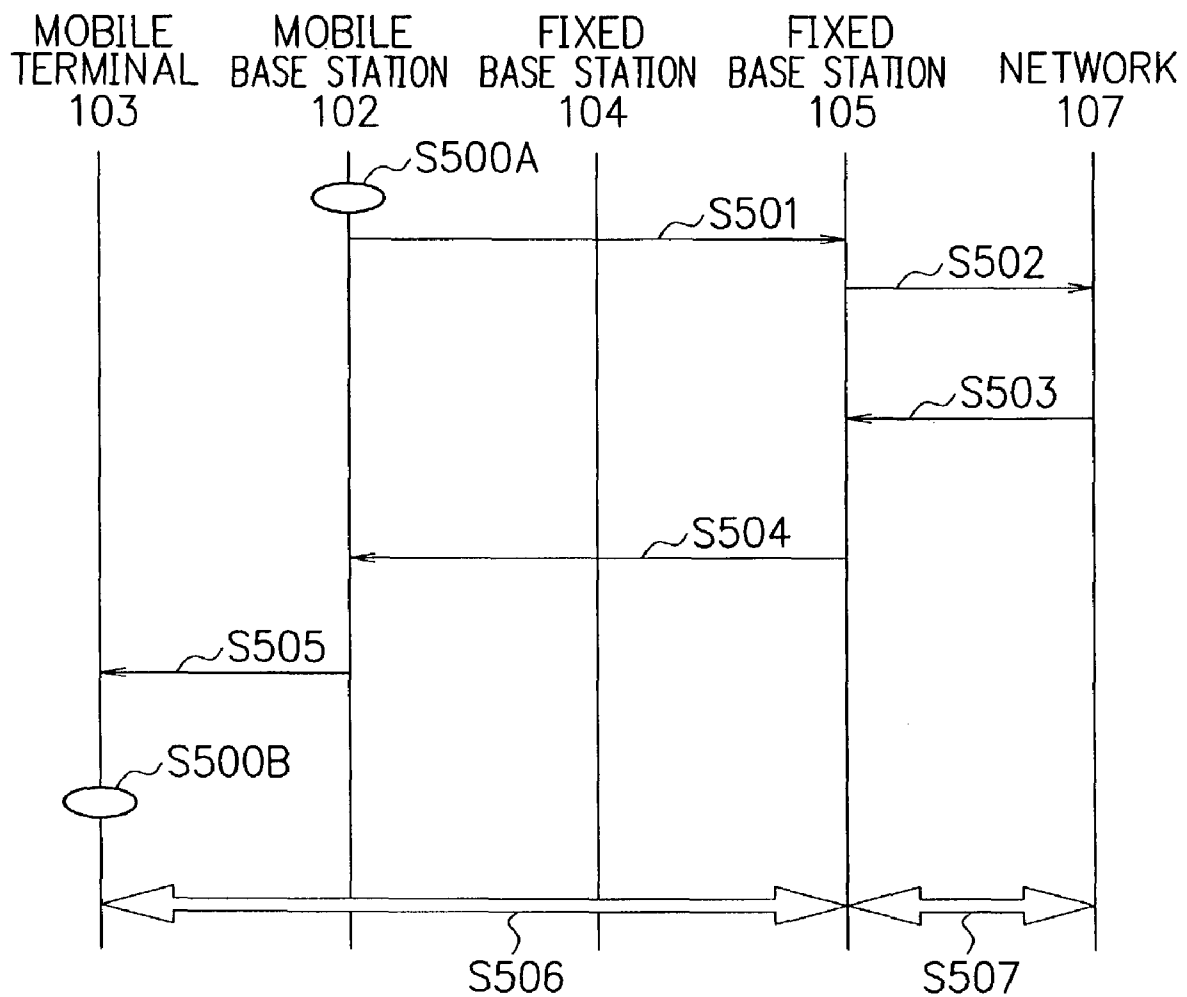 MOBILE TERMINAL 103
MOBILE BASE STATION 102
FIXED BASE STATION 104
FIXED BASE STATION 105
NETWORK 107
S500A
S501
S502
S503
S504
S505
S500B
S506
S507